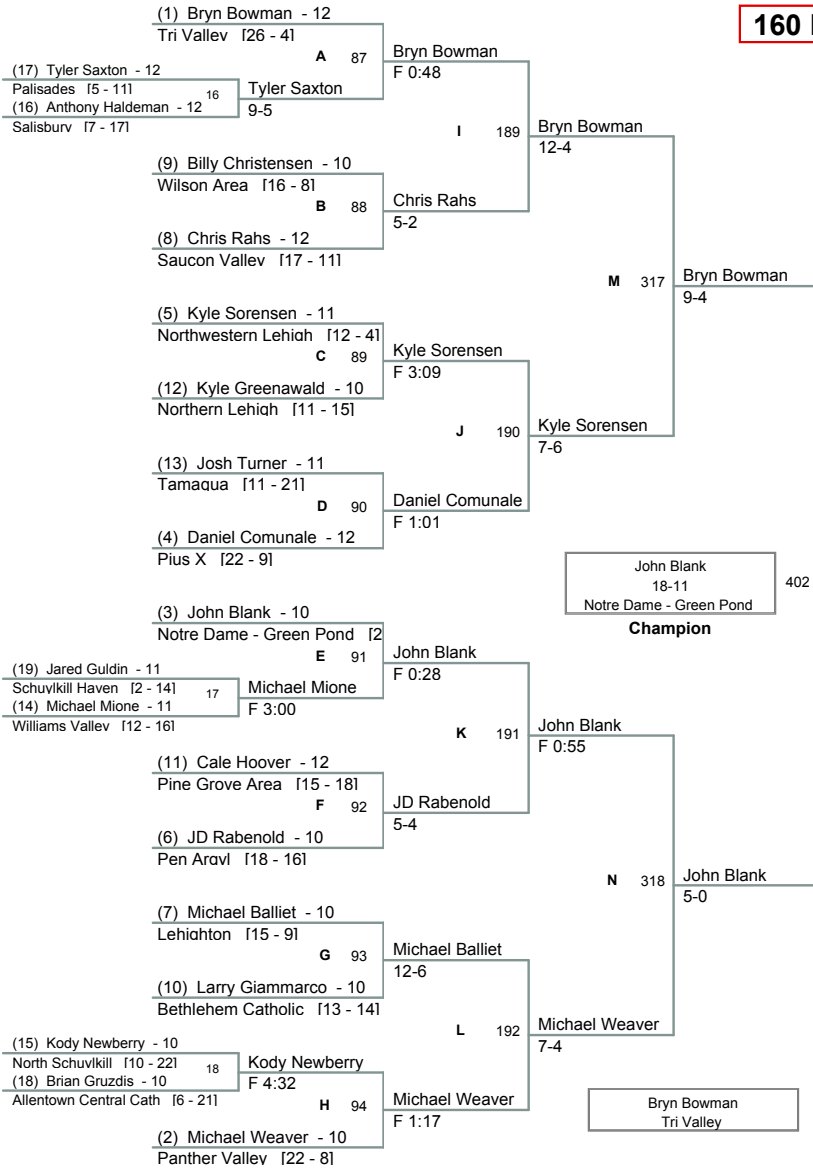 160 
(1) Bryn Bowman - 12
Tri Valley [26 - 4]
A 87
Bryn Bowman
F 0:48
(17) Tyler Saxton - 12
Palisades [5 - 11]
16
Tyler Saxton
9-5
(16) Anthony Haldeman - 12
Salisbury [7 - 17]
I 189
Bryn Bowman
12-4
(9) Billy Christensen - 10
Wilson Area [16 - 8]
B 88
Chris Rahs
5-2
(8) Chris Rahs - 12
Saucon Valley [17 - 11]
M 317
Bryn Bowman
9-4
(5) Kyle Sorensen - 11
Northwestern Lehigh [12 - 4]
C 89
Kyle Sorensen
F 3:09
(12) Kyle Greenawald - 10
Northern Lehigh [11 - 15]
J 190
Kyle Sorensen
7-6
(13) Josh Turner - 11
Tamaqua [11 - 21]
D 90
Daniel Comunale
F 1:01
(4) Daniel Comunale - 12
Pius X [22 - 9]
John Blank
18-11
Notre Dame - Green Pond
402
Champion
(3) John Blank - 10
Notre Dame - Green Pond [2
E 91
John Blank
F 0:28
(19) Jared Guldin - 11
Schuylkill Haven [2 - 14]
17
Michael Mione
F 3:00
(14) Michael Mione - 11
Williams Valley [12 - 16]
K 191
John Blank
F 0:55
(11) Cale Hoover - 12
Pine Grove Area [15 - 18]
F 92
JD Rabenold
5-4
(6) JD Rabenold - 10
Pen Argyl [18 - 16]
N 318
John Blank
5-0
(7) Michael Balliet - 10
Lehighton [15 - 9]
G 93
Michael Balliet
12-6
(10) Larry Giammarco - 10
Bethlehem Catholic [13 - 14]
L 192
Michael Weaver
7-4
(15) Kody Newberry - 10
North Schuylkill [10 - 22]
18
Kody Newberry
F 4:32
(18) Brian Gruzdis - 10
Allentown Central Cath [6 - 21]
H 94
Michael Weaver
F 1:17
(2) Michael Weaver - 10
Panther Valley [22 - 8]
Bryn Bowman
Tri Valley